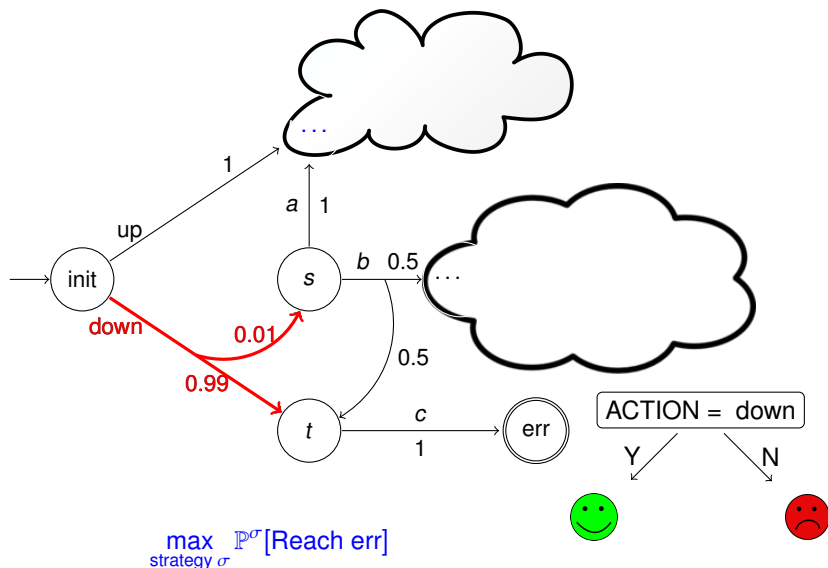 ...
1
up
a
1
init
s
b
0.5
...
down
0.01
0.99
0.5
t
c
1
err
ACTION = down
Y
N
max ℙσ[Reach err]
strategy σ